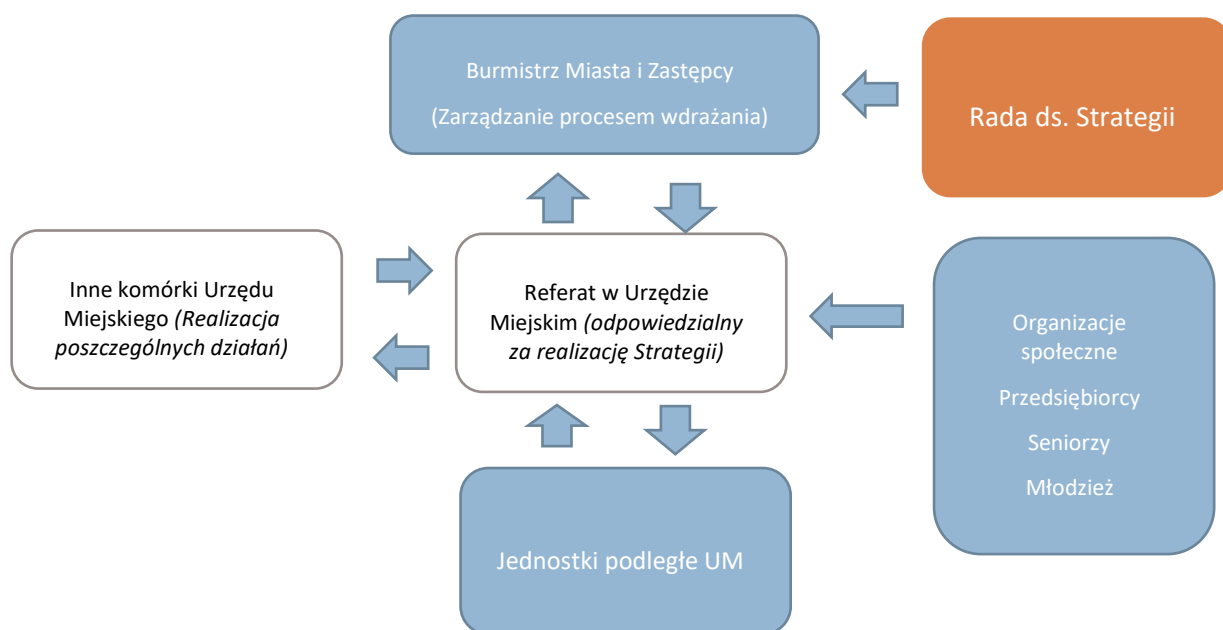 Burmistrz Miasta i Zastępcy
(Zarządzanie procesem wdrażania)
Rada ds. Strategii
Inne komórki Urzędu
Miejskiego (Realizacja
poszczególnych działań)
Referat w Urzędzie
Miejskim (odpowiedzialny
za realizację Strategii)
Organizacje
społeczne
Przedsiębiorcy
Seniorzy
Młodzież
Jednostki podległe UM